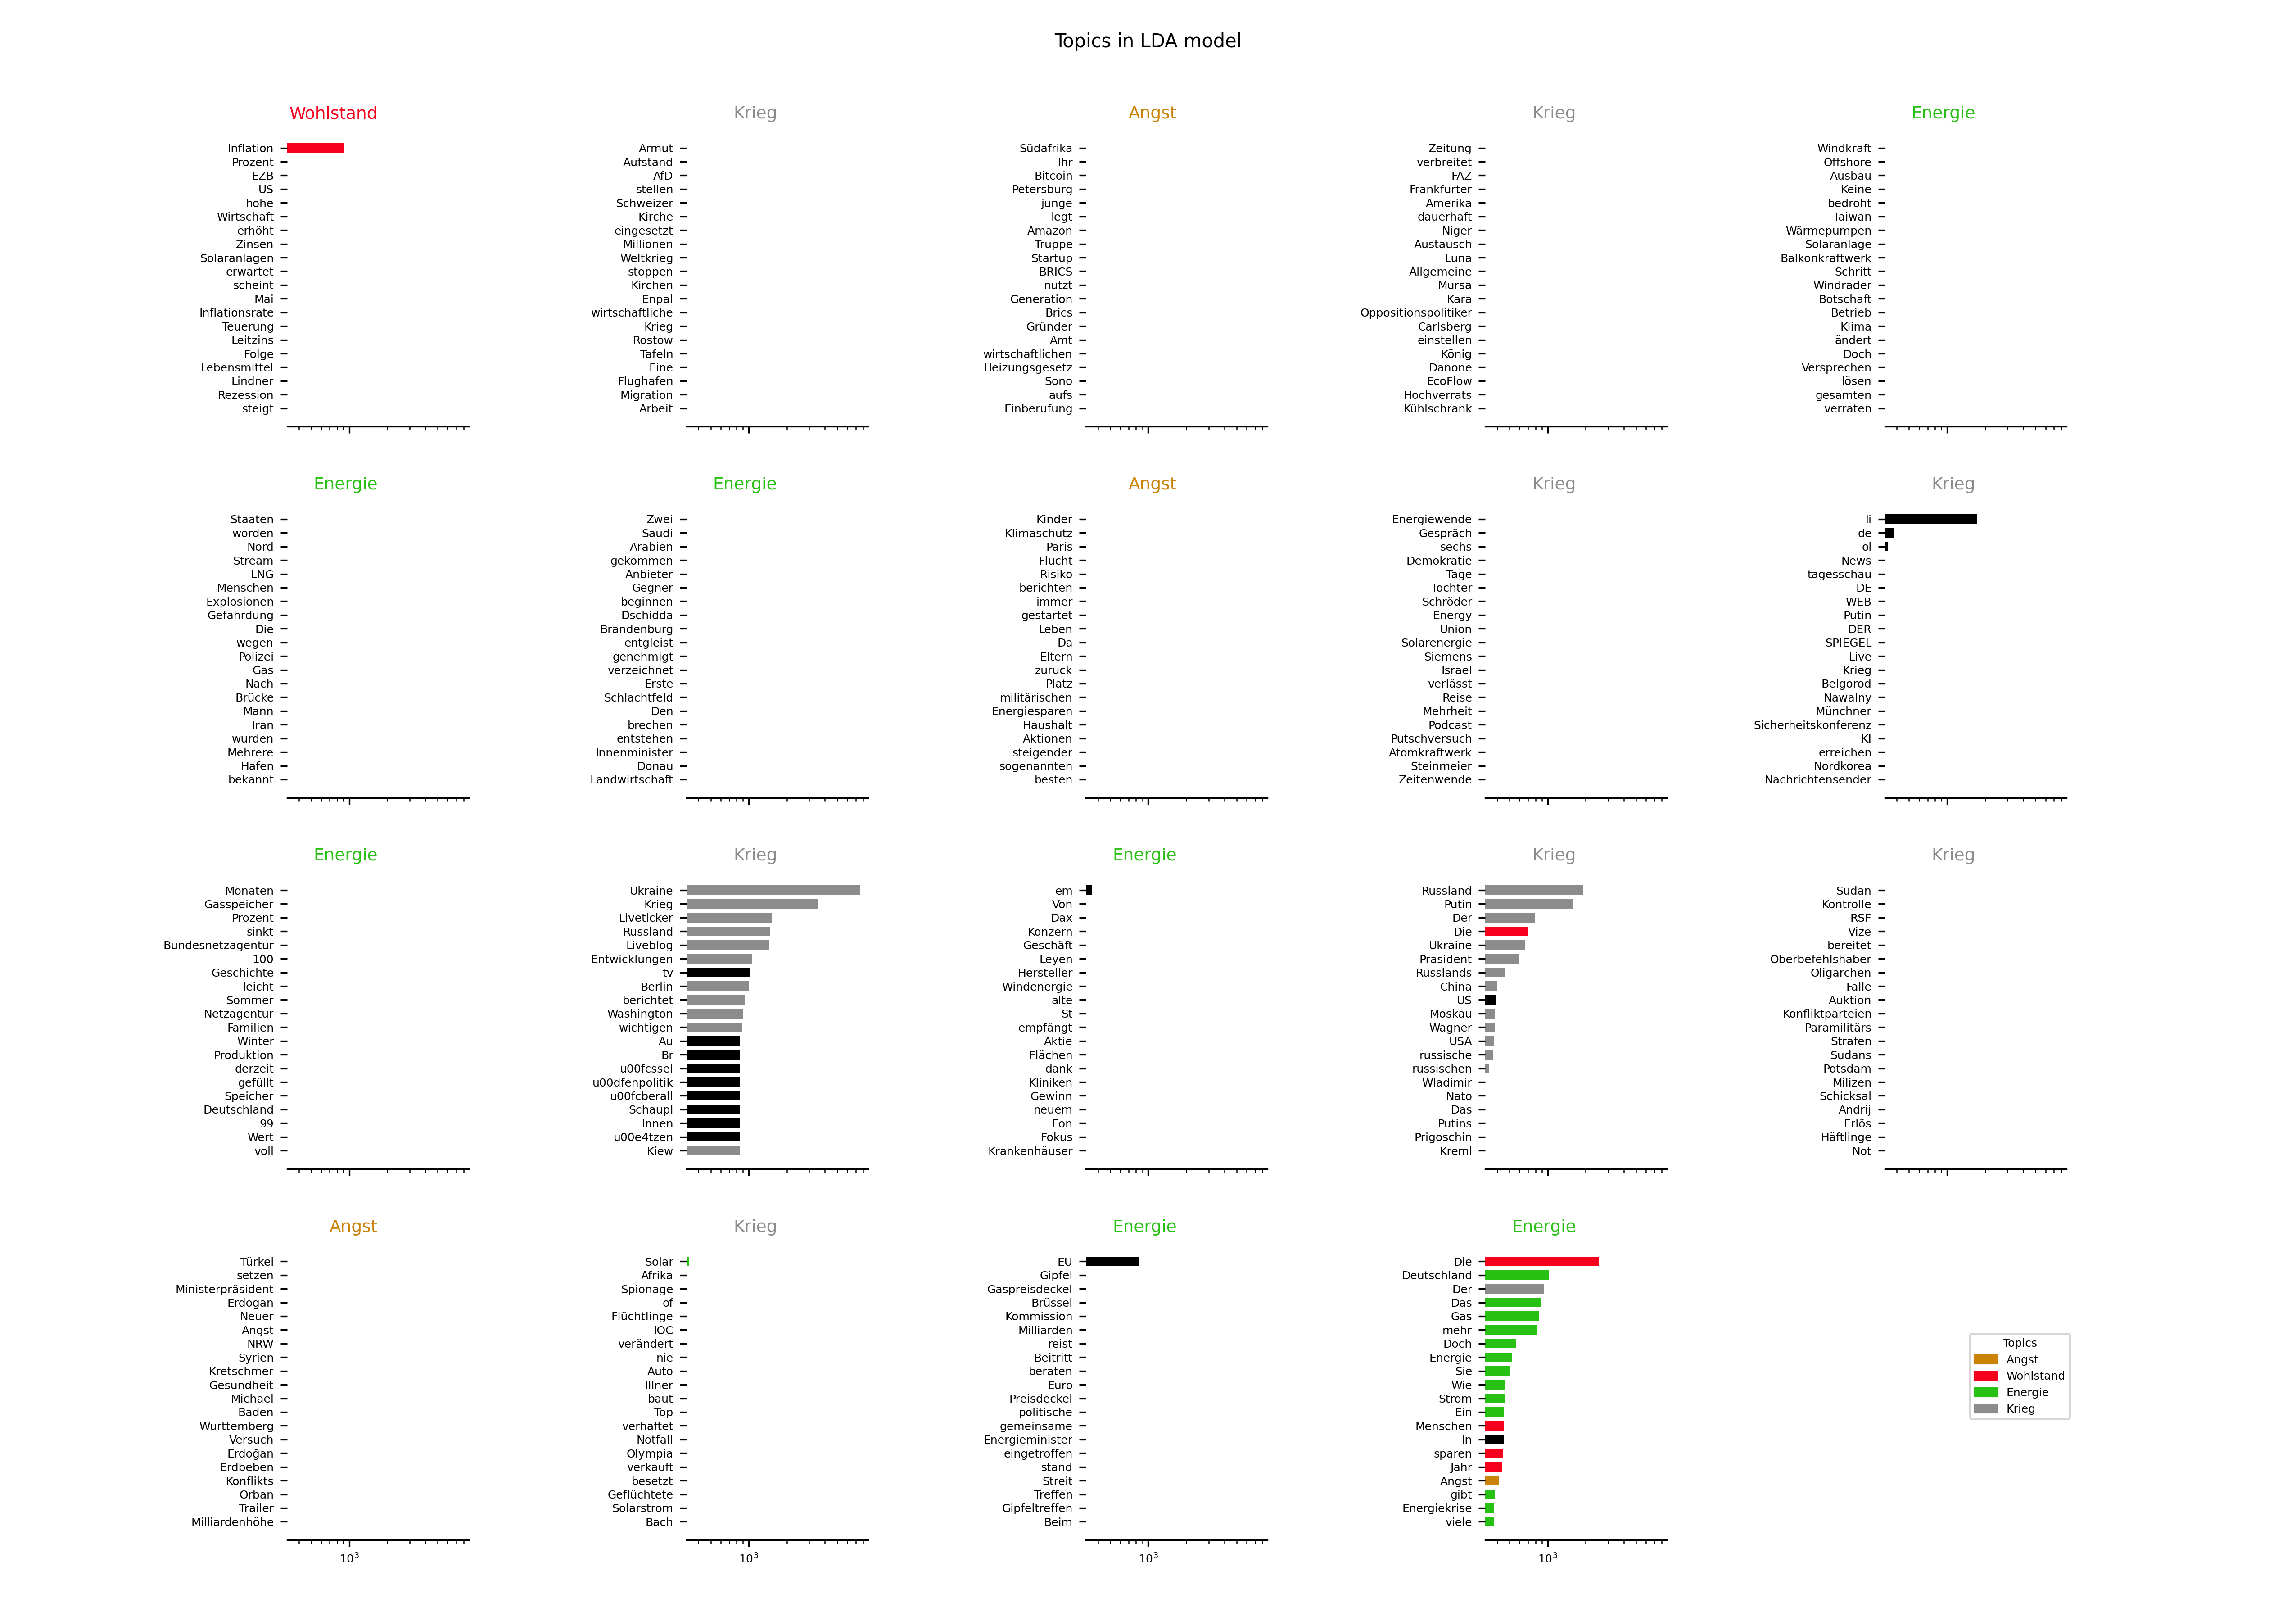 Topics in LDA model
Wohlstand
Inflation
Prozent
EZB
US
hohe
Wirtschaft
erhöht
Zinsen
Solaranlagen
erwartet
scheint
Mai
Inflationsrate
Teuerung
Leitzins
Folge
Lebensmittel
Lindner
Rezession
steigt
Krieg
Armut
Aufstand
AfD
stellen
Schweizer
Kirche
eingesetzt
Millionen
Weltkrieg
stoppen
Kirchen
Enpal
wirtschaftliche
Krieg
Rostow
Tafeln
Eine
Flughafen
Migration
Arbeit
Angst
Südafrika
Ihr
Bitcoin
Petersburg
junge
legt
Amazon
Truppe
Startup
BRICS
nutzt
Generation
Brics
Gründer
Amt
wirtschaftlichen
Heizungsgesetz
Sono
aufs
Einberufung
Krieg
Zeitung
verbreitet
FAZ
Frankfurter
Amerika
dauerhaft
Niger
Austausch
Luna
Allgemeine
Mursa
Kara
Oppositionspolitiker
Carlsberg
einstellen
König
Danone
EcoFlow
Hochverrats
Kühlschrank
Energie
Windkraft
Offshore
Ausbau
Keine
bedroht
Taiwan
Wärmepumpen
Solaranlage
Balkonkraftwerk
Schritt
Windräder
Botschaft
Betrieb
Klima
ändert
Doch
Versprechen
lösen
gesamten
verraten
Energie
Staaten
worden
Nord
Stream
LNG
Menschen
Explosionen
Gefährdung
Die
wegen
Polizei
Gas
Nach
Brücke
Mann
Iran
wurden
Mehrere
Hafen
bekannt
Energie
Zwei
Saudi
Arabien
gekommen
Anbieter
Gegner
beginnen
Dschidda
Brandenburg
entgleist
genehmigt
verzeichnet
Erste
Schlachtfeld
Den
brechen
entstehen
Innenminister
Donau
Landwirtschaft
Angst
Kinder
Klimaschutz
Paris
Flucht
Risiko
berichten
immer
gestartet
Leben
Da
Eltern
zurück
Platz
militärischen
Energiesparen
Haushalt
Aktionen
steigender
sogenannten
besten
Krieg
Energiewende
Gespräch
sechs
Demokratie
Tage
Tochter
Schröder
Energy
Union
Solarenergie
Siemens
Israel
verlässt
Reise
Mehrheit
Podcast
Putschversuch
Atomkraftwerk
Steinmeier
Zeitenwende
Krieg
li
de
ol
News
tagesschau
DE
WEB
Putin
DER
SPIEGEL
Live
Krieg
Belgorod
Nawalny
Münchner
Sicherheitskonferenz
KI
erreichen
Nordkorea
Nachrichtensender
Energie
Monaten
Gasspeicher
Prozent
sinkt
Bundesnetzagentur
100
Geschichte
leicht
Sommer
Netzagentur
Familien
Winter
Produktion
derzeit
gefüllt
Speicher
Deutschland
99
Wert
voll
Krieg
Ukraine
Krieg
Liveticker
Russland
Liveblog
Entwicklungen
tv
Berlin
berichtet
Washington
wichtigen
Au
Br
u00fcssel
u00dfenpolitik
u00fcberall
Schaupl
Innen
u00e4tzen
Kiew
Energie
em
Von
Dax
Konzern
Geschäft
Leyen
Hersteller
Windenergie
alte
St
empfängt
Aktie
Flächen
dank
Kliniken
Gewinn
neuem
Eon
Fokus
Krankenhäuser
Krieg
Russland
Putin
Der
Die
Ukraine
Präsident
Russlands
China
US
Moskau
Wagner
USA
russische
russischen
Wladimir
Nato
Das
Putins
Prigoschin
Kreml
Krieg
Sudan
Kontrolle
RSF
Vize
bereitet
Oberbefehlshaber
Oligarchen
Falle
Auktion
Konfliktparteien
Paramilitärs
Strafen
Sudans
Potsdam
Milizen
Schicksal
Andrij
Erlös
Häftlinge
Not
Angst
Türkei
setzen
Ministerpräsident
Erdogan
Neuer
Angst
NRW
Syrien
Kretschmer
Gesundheit
Michael
Baden
Württemberg
Versuch
Erdoğan
Erdbeben
Konflikts
Orban
Trailer
Milliardenhöhe
10³
Krieg
Solar
Afrika
Spionage
of
Flüchtlinge
IOC
verändert
nie
Auto
Illner
baut
Top
verhaftet
Notfall
Olympia
verkauft
besetzt
Geflüchtete
Solarstrom
Bach
10³
Energie
EU
Gipfel
Gaspreisdeckel
Brüssel
Kommission
Milliarden
reist
Beitritt
beraten
Euro
Preisdeckel
politische
gemeinsame
Energieminister
eingetroffen
stand
Streit
Treffen
Gipfeltreffen
Beim
10³
Energie
Die
Deutschland
Der
Das
Gas
mehr
Doch
Energie
Sie
Wie
Strom
Ein
Menschen
In
sparen
Jahr
Angst
gibt
Energiekrise
viele
10³
Topics
Angst
Wohlstand
Energie
Krieg